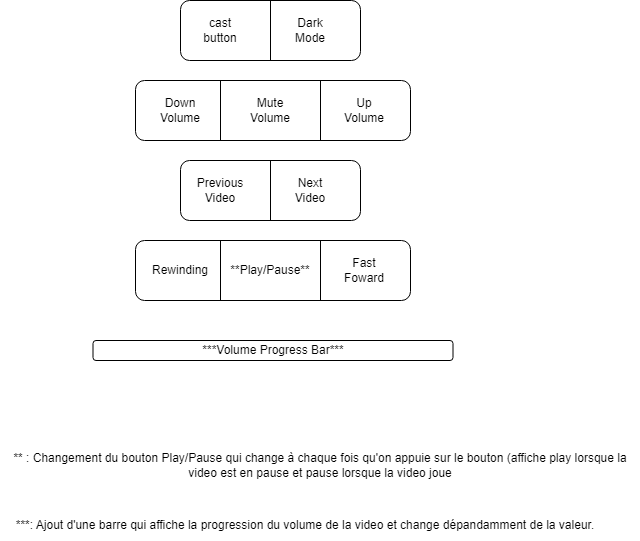 cast
button
Dark
Mode
Down
Volume
Mute
Volume
Up
Volume
Previous
Video
Next
Video
Rewinding
**Play/Pause**
Fast
Foward
***Volume Progress Bar***
** : Changement du bouton Play/Pause qui change à chaque fois qu'on appuie sur le bouton (affiche play lorsque la
video est en pause et pause lorsque la video joue
***: Ajout d'une barre qui affiche la progression du volume de la video et change dépandamment de la valeur.